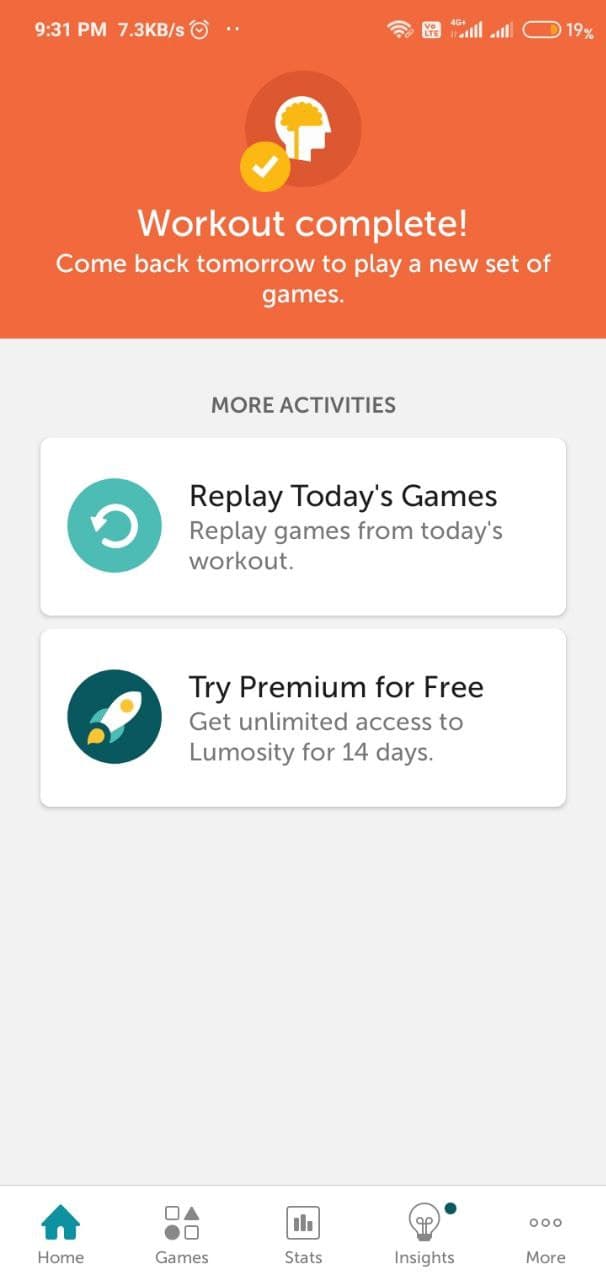 9:31 PM 7.3KB/s
Vo LTE 4G+ 19%
Workout complete!
Come back tomorrow to play a new set of
games.
MORE ACTIVITIES
Replay Today's Games
Replay games from today's
workout.
Try Premium for Free
Get unlimited access to
Lumosity for 14 days.
Home Games Stats Insights More